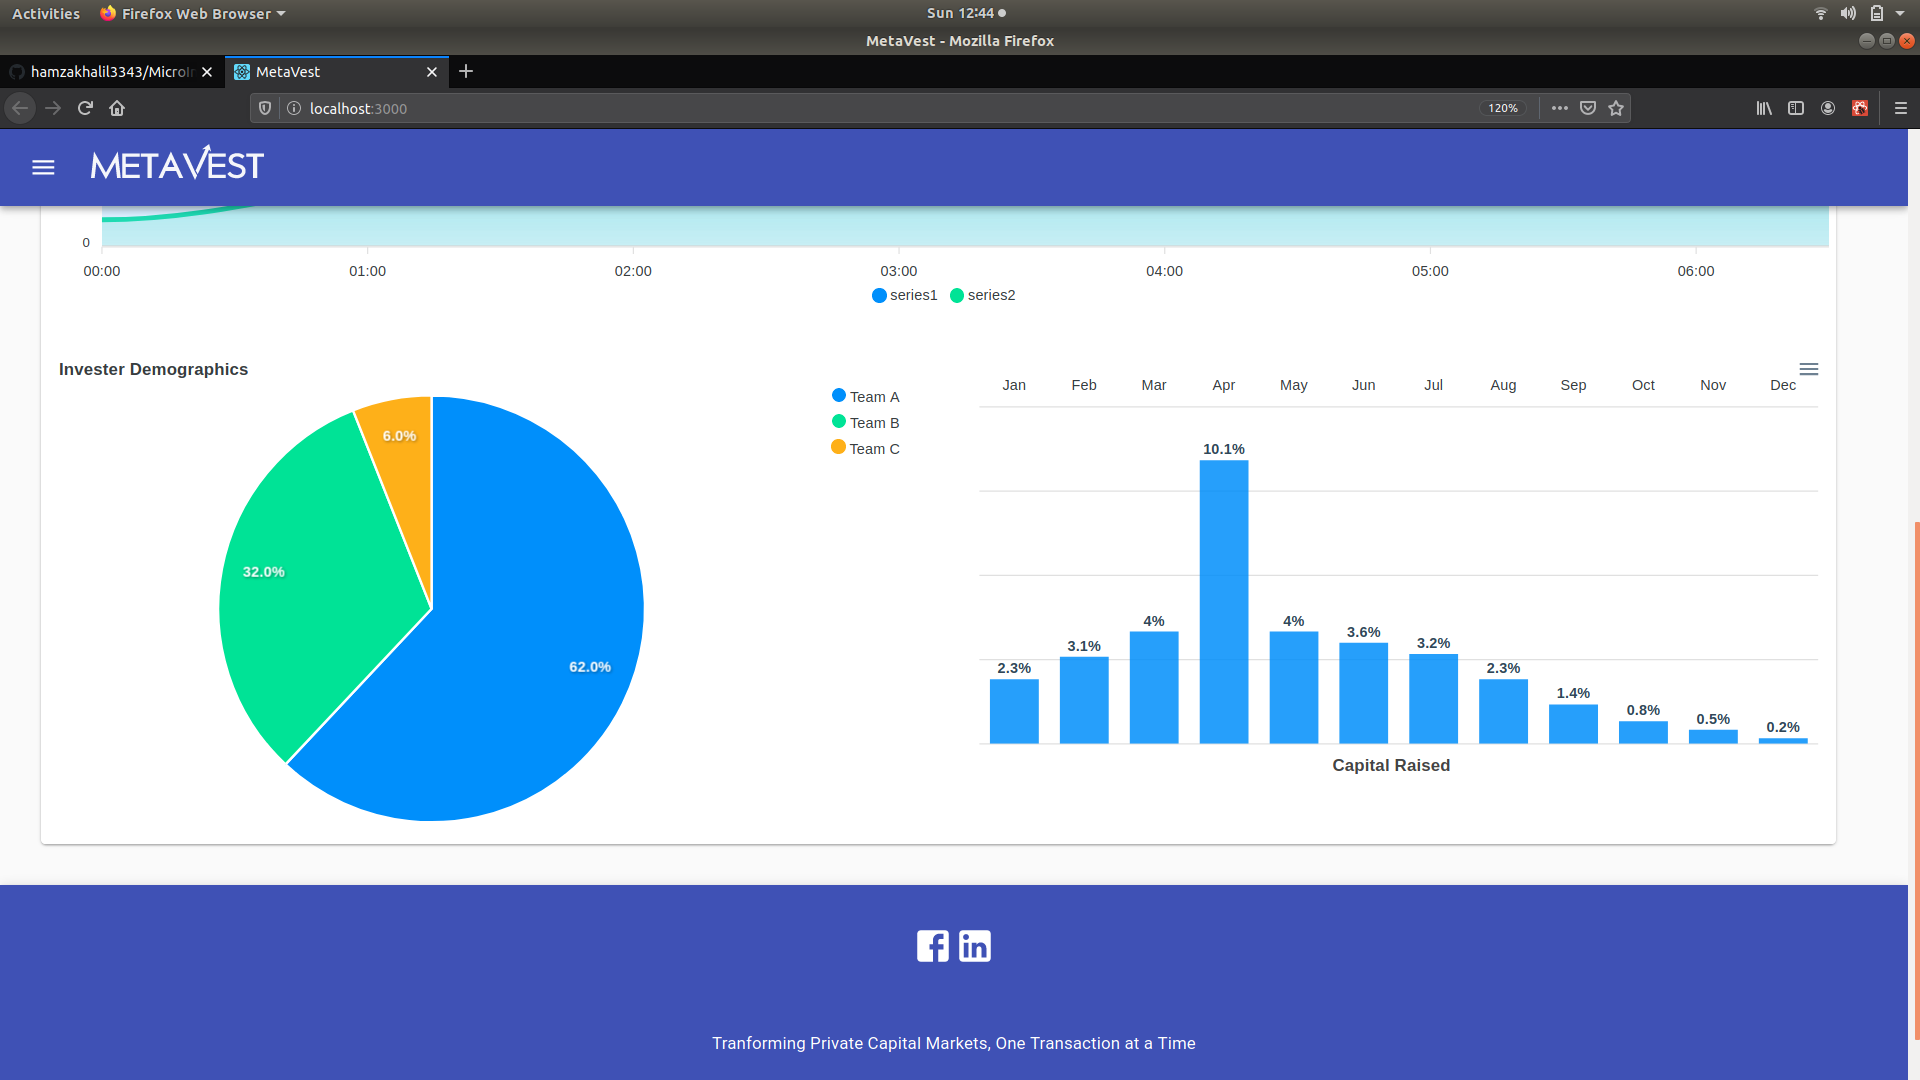 Activities Firefox Web Browser Sun 12:44
MetaVest - Mozilla Firefox
hamzakhalil3343/MicroIn MetaVest
localhost:3000 120%
METAVEST
0
00:00 01:00 02:00 03:00 04:00 05:00 06:00
series1 series2
Invester Demographics
Team A
Team B
Team C
6.0%
32.0%
62.0%
Jan Feb Mar Apr May Jun Jul Aug Sep Oct Nov Dec
2.3% 3.1% 4% 10.1% 4% 3.6% 3.2% 2.3% 1.4% 0.8% 0.5% 0.2%
Capital Raised
Tranforming Private Capital Markets, One Transaction at a Time